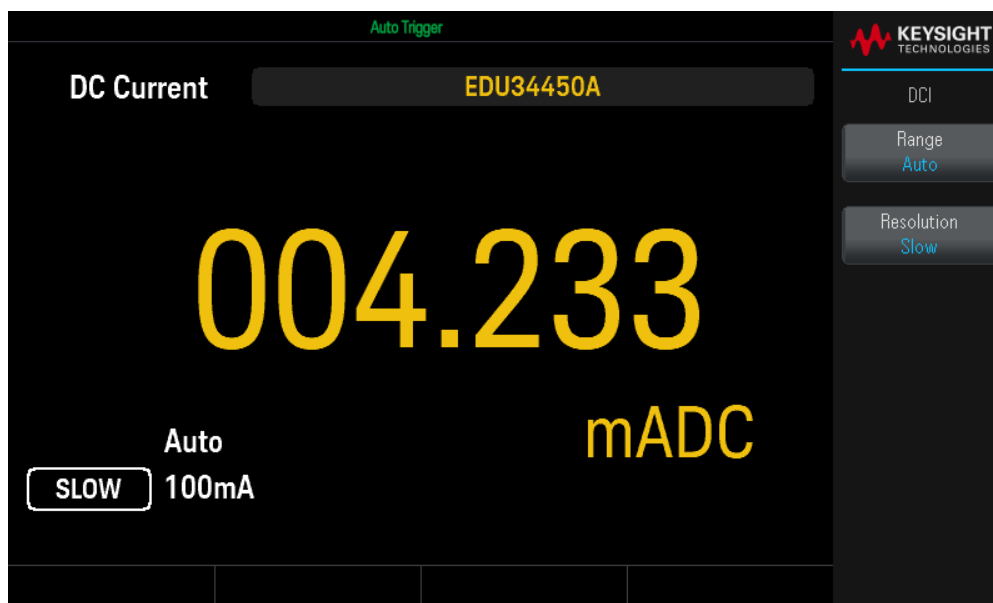 Auto Trigger
KEYSIGHT
TECHNOLOGIES
DC Current
EDU34450A
DCI
Range
Auto
Resolution
Slow
004.233
mADC
Auto
SLOW
100mA